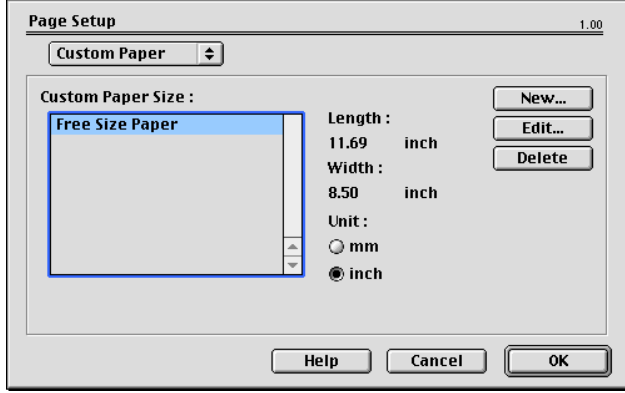 Page Setup
1.00
Custom Paper
Custom Paper Size :
Free Size Paper
Length :
11.69 inch
Width :
8.50 inch
Unit :
mm
inch
New...
Edit...
Delete
Help
Cancel
OK